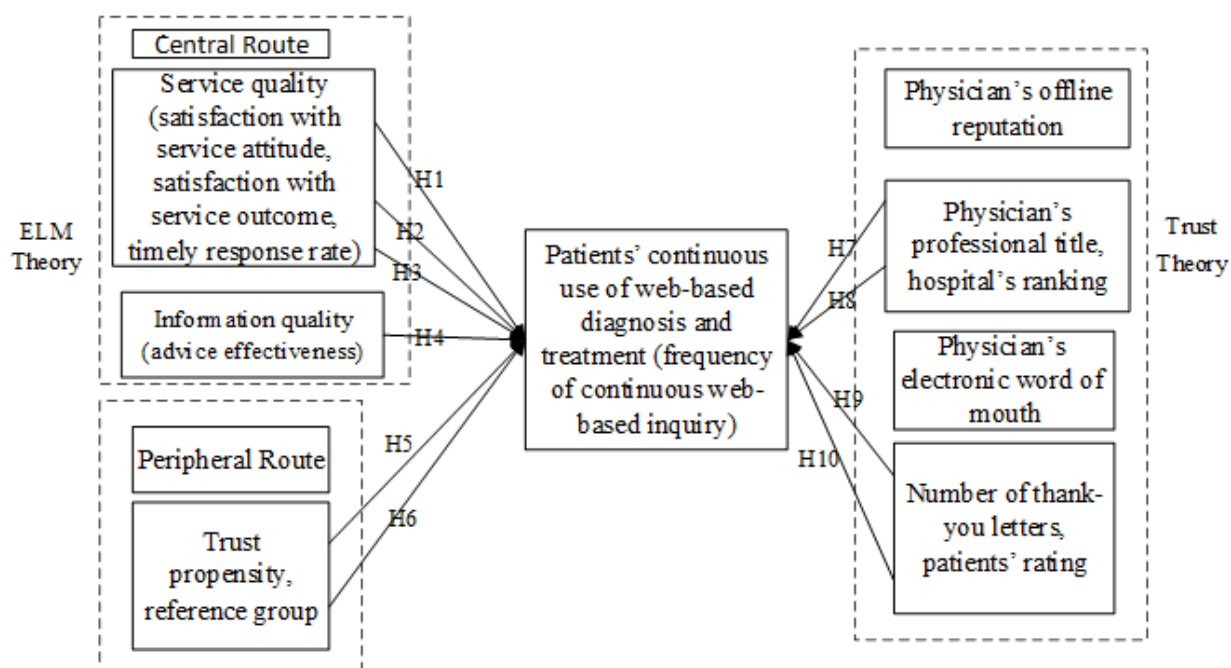 Central Route
Service quality
(satisfaction with
service attitude,
satisfaction with
service outcome,
timely response rate)
ELM
Theory
Information quality
(advice effectiveness)
Peripheral Route
Trust
propensity,
reference group
H1
H2
H3
H4
H5
H6
Patients’ continuous
use of web-based
diagnosis and
treatment (frequency
of continuous web-
based inquiry)
H7
H8
H9
H10
Physician’s offline
reputation
Physician’s
professional title,
hospital’s ranking
Physician’s
electronic word of
mouth
Number of thank-
you letters,
patients’ rating
Trust
Theory